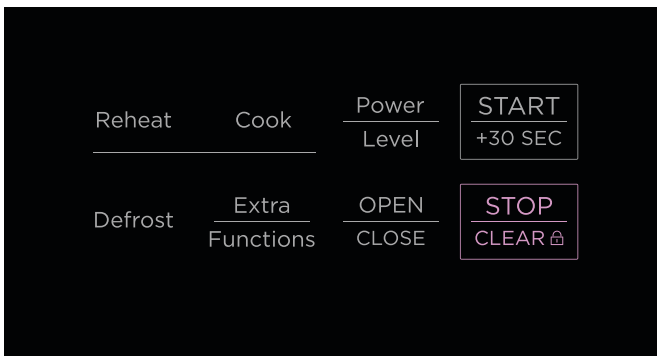 Reheat
Cook
Power
Level
START
+30 SEC
Defrost
Extra
Functions
OPEN
CLOSE
STOP
CLEAR